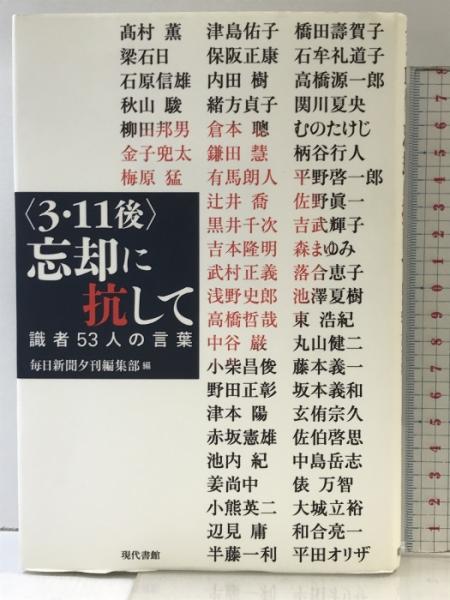 髙村 薫 津島佑子 橋田壽賀子
梁石日 保阪正康 石牟礼道子
石原信雄 内田 樹 高橋源一郎
秋山 駿 緒方貞子 関川夏央
柳田邦男 倉本 聰 むのたけじ
金子兜太 鎌田 慧 柄谷行人
梅原 猛 有馬朗人 平野啓一郎
辻井 喬 佐野眞一
黒井千次 吉武輝子
吉本隆明 森まゆみ
武村正義 落合恵子
浅野史郎 池澤夏樹
高橋哲哉 東 浩紀
中谷 巌 丸山健二
小柴昌俊 藤本義一
野田正彰 坂本義和
津本 陽 玄侑宗久
赤坂憲雄 佐伯啓思
池内 紀 中島岳志
姜尚中 俵 万智
小熊英二 大城立裕
辺見 庸 和合亮一
半藤一利 平田オリザ
〈3・11後〉
忘却に
抗して
識者53人の言葉
毎日新聞夕刊編集部 編
現代書館